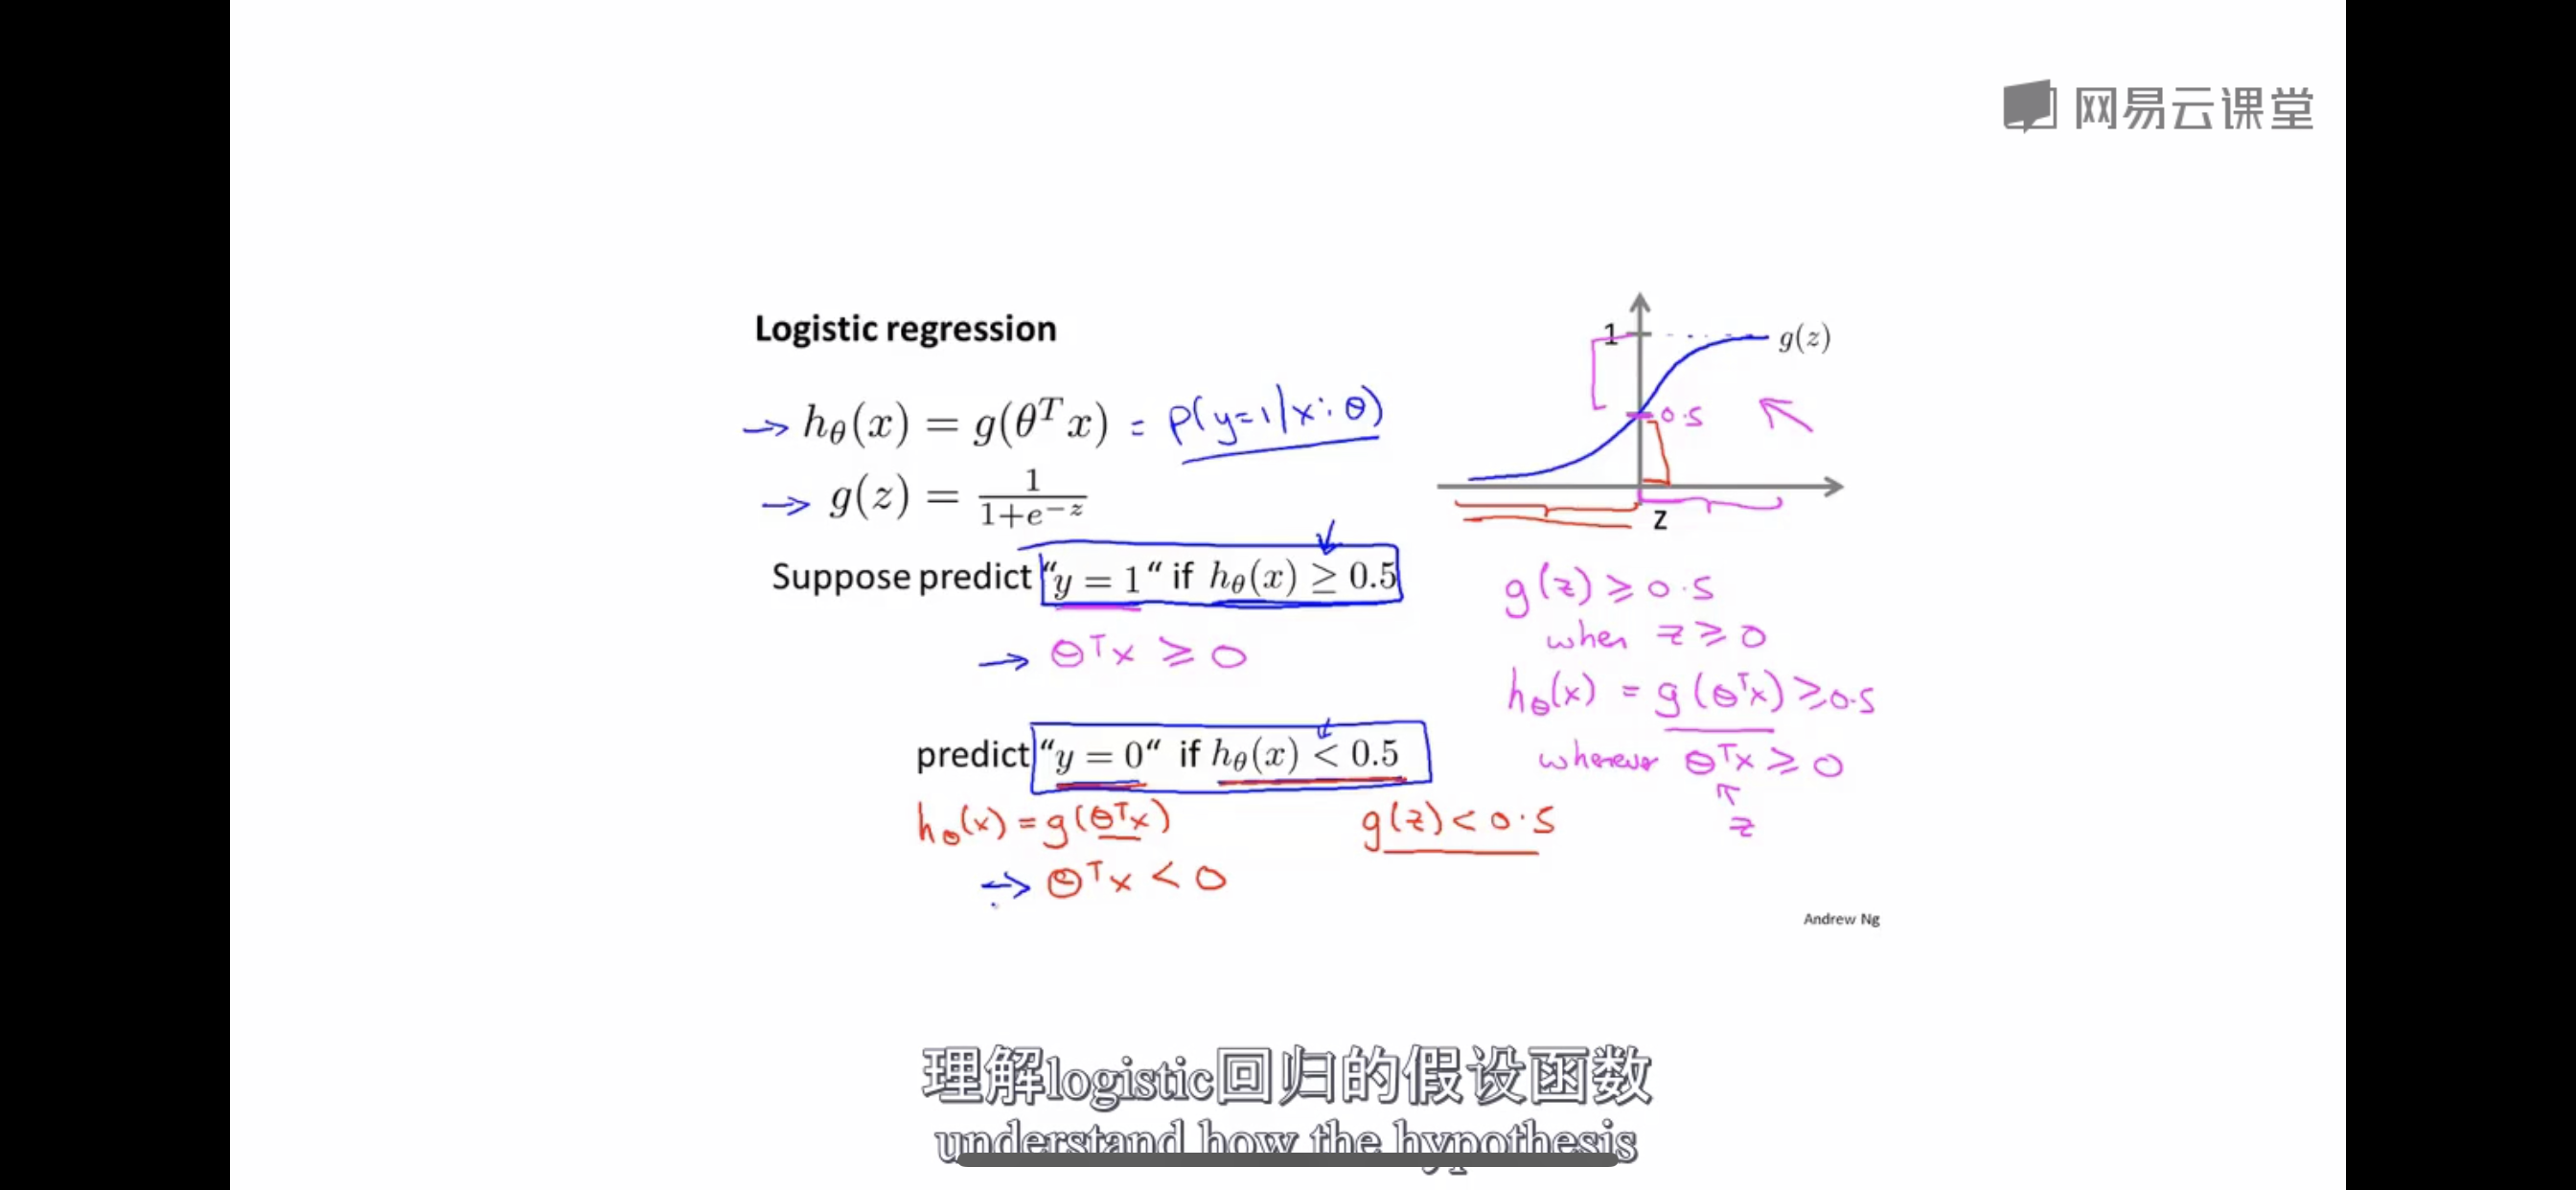 网易云课堂
Logistic regression
→ hθ(x) = g(θᵀx) = P(y=1|x;θ)
→ g(z) = 1/(1+e⁻ᶻ)
Suppose predict “y = 1“ if hθ(x) ≥ 0.5
→ θᵀx ≥ 0
predict “y = 0“ if hθ(x) < 0.5
hθ(x) = g(θᵀx)
g(z) < 0.5
→ θᵀx < 0
1
g(z)
0.5
z
g(z) ≥ 0.5
when z ≥ 0
hθ(x) = g(θᵀx) ≥ 0.5
whenever θᵀx ≥ 0
z
Andrew Ng
理解logistic回归的假设函数
understand how the hypothesis